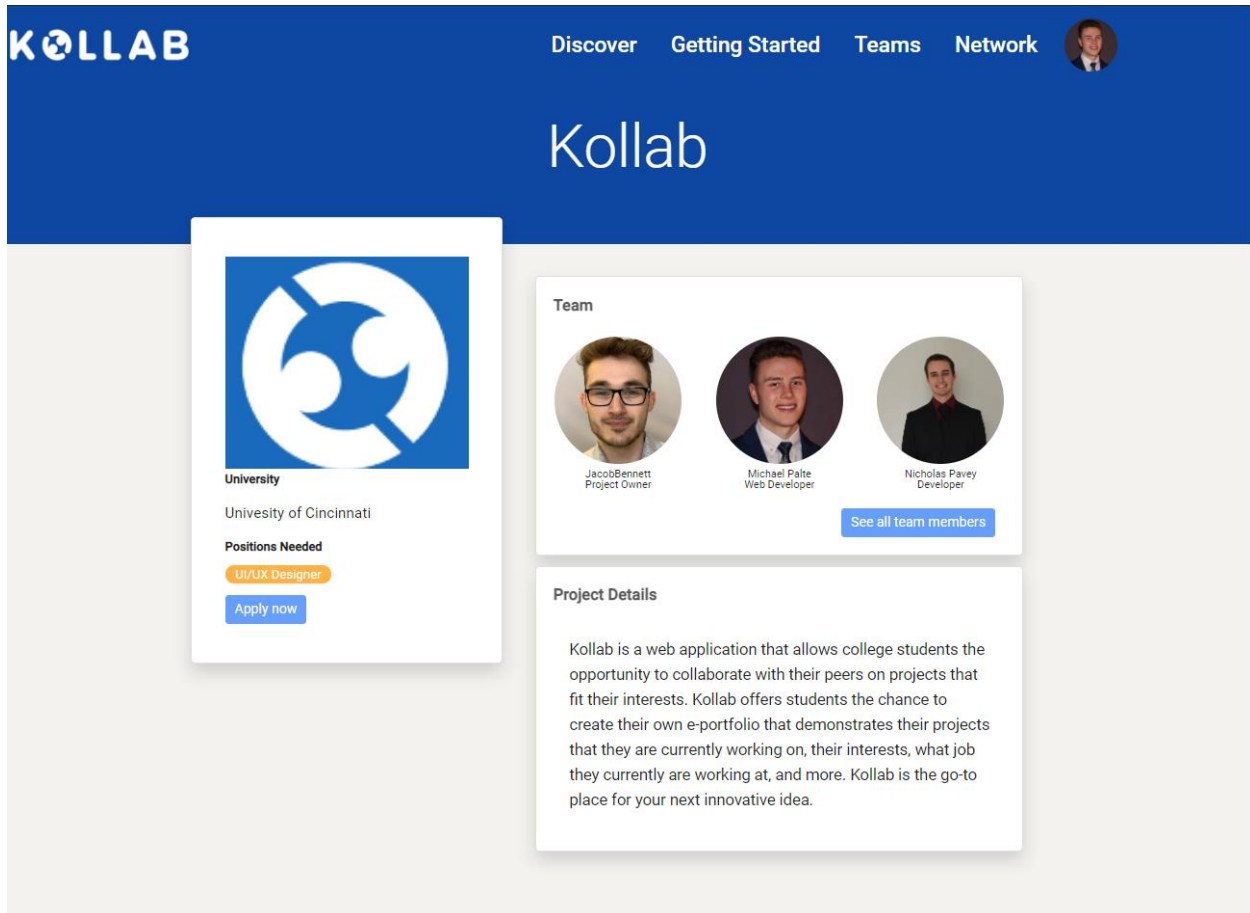 KOLLAB
Discover Getting Started Teams Network
Kollab
University
Univesity of Cincinnati
Positions Needed
UI/UX Designer
Apply now
Team
JacobBennett
Project Owner
Michael Palte
Web Developer
Nicholas Pavey
Developer
See all team members
Project Details
Kollab is a web application that allows college students the
opportunity to collaborate with their peers on projects that
fit their interests. Kollab offers students the chance to
create their own e-portfolio that demonstrates their projects
that they are currently working on, their interests, what job
they currently are working at, and more. Kollab is the go-to
place for your next innovative idea.